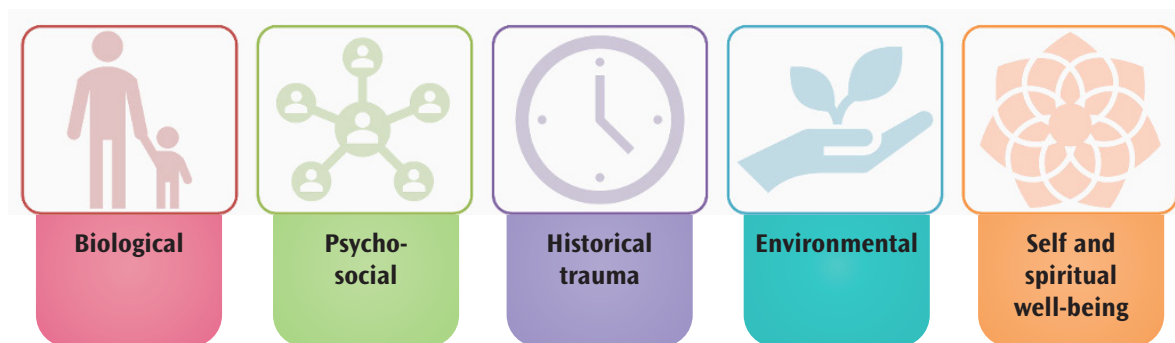 Biological
Psycho-
social
Historical
trauma
Environmental
Self and
spiritual
well-being